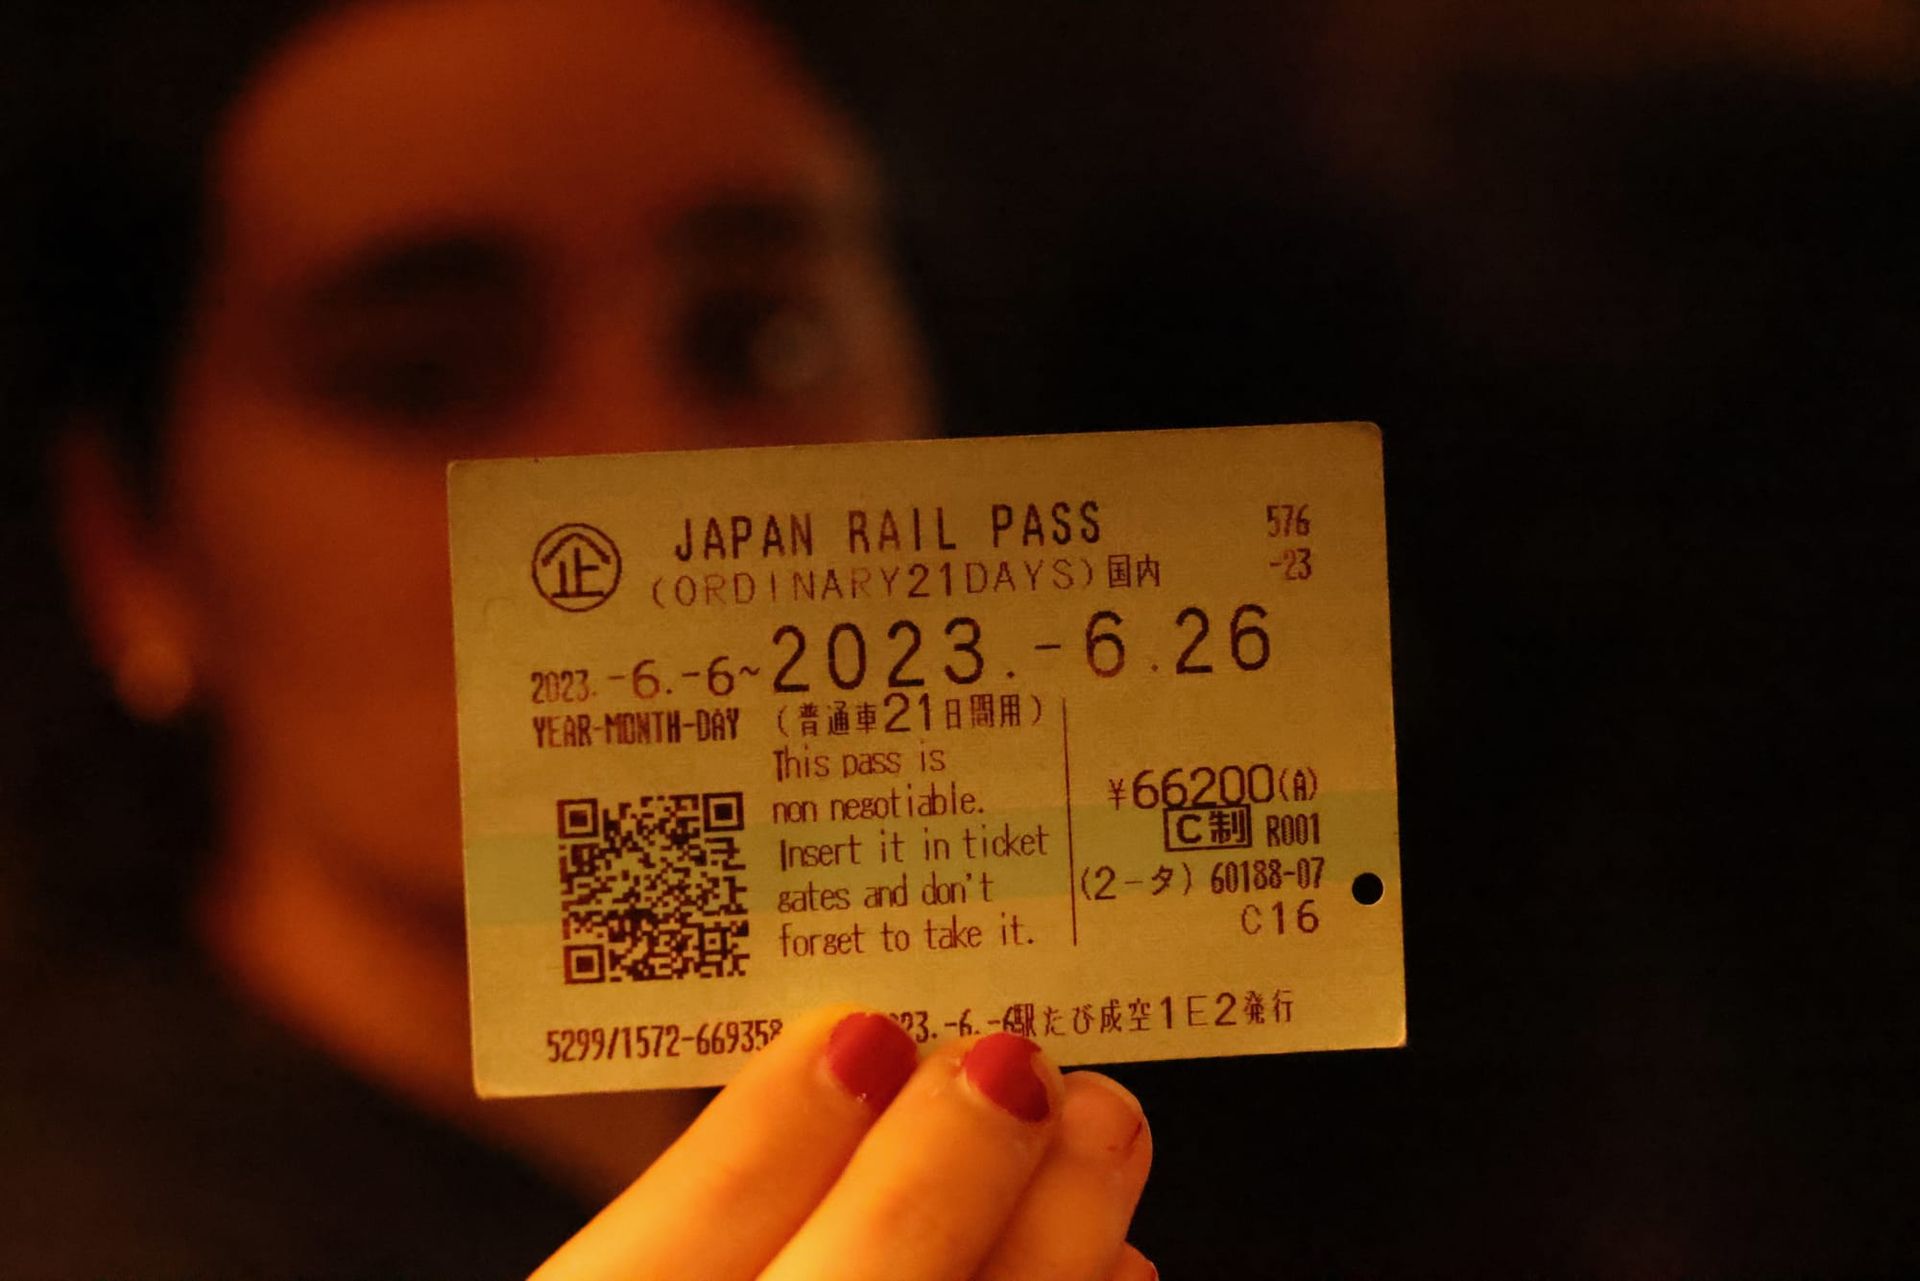 企 JAPAN RAIL PASS 576
(ORDINARY21DAYS)国内 -23
2023.-6.-6~2023.-6.26
YEAR-MONTH-DAY (普通車21日間用)
This pass is
non negotiable. ¥66200(A)
Insert it in ticket C制 R001
gates and don't (2-タ) 60188-07
forget to take it. C16
5299/1572-669358 23.-6.-6駅たび成空1E2発行